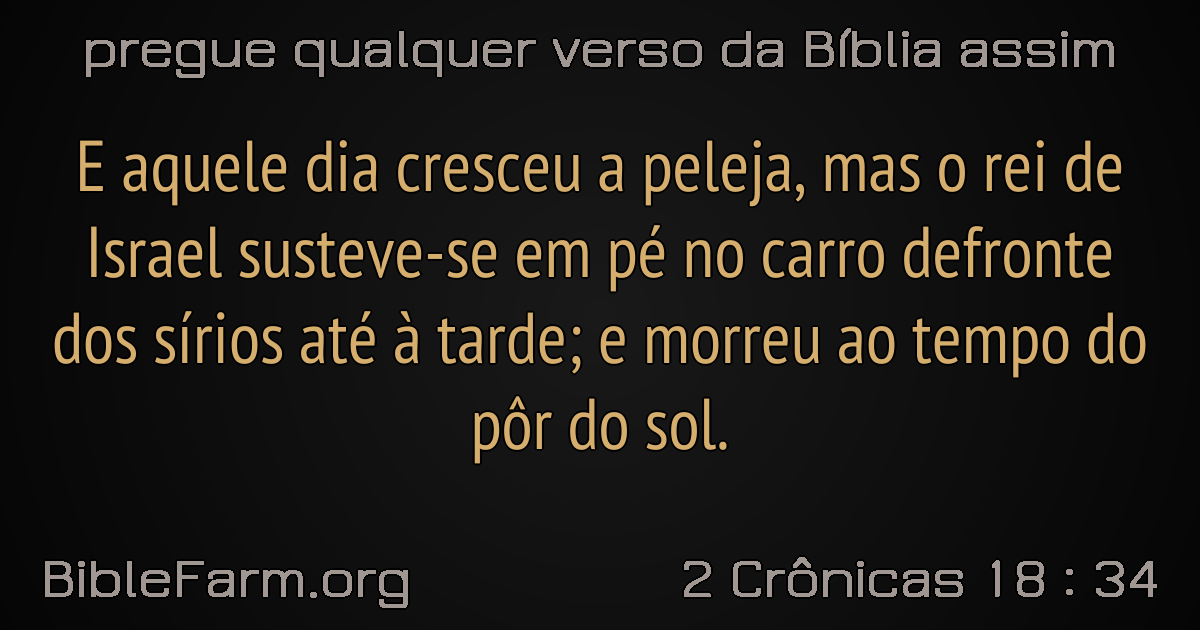 pregue qualquer verso da Bíblia assim
E aquele dia cresceu a peleja, mas o rei de
Israel susteve-se em pé no carro defronte
dos sírios até à tarde; e morreu ao tempo do
pôr do sol.
BibleFarm.org
2 Crônicas 18 : 34